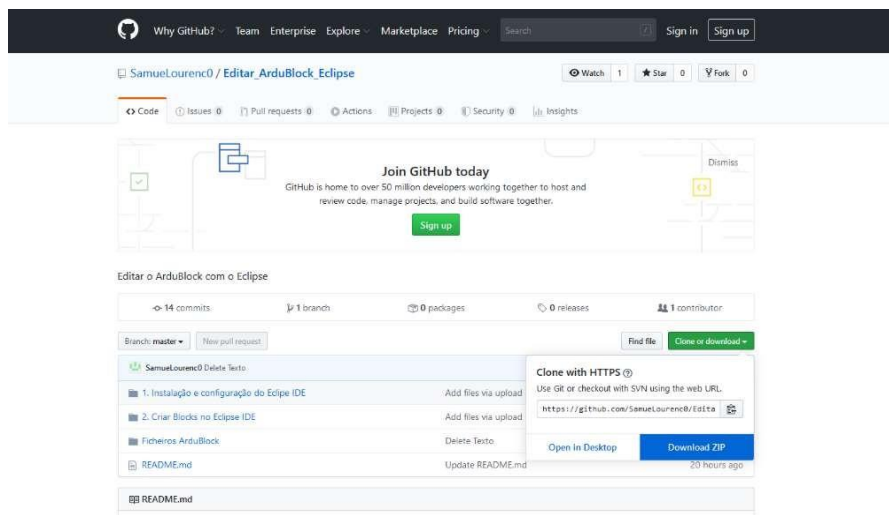 Why GitHub? Team Enterprise Explore Marketplace Pricing Search / Sign in Sign up
SamueLourenc0 / Editar_ArduBlock_Eclipse Watch 1 Star 0 Fork 0
Code Issues 0 Pull requests 0 Actions Projects 0 Security 0 Insights
Dismiss
Join GitHub today
GitHub is home to over 50 million developers working together to host and
review code, manage projects, and build software together.
Sign up
Editar o ArduBlock com o Eclipse
14 commits 1 branch 0 packages 0 releases 1 contributor
Branch: master New pull request Find file Clone or download
SamueLourenc0 Delete Texto
1. Instalação e configuração do Eclipe IDE Add files via upload
2. Criar Blocks no Eclipse IDE Add files via upload
Ficheiros ArduBlock Delete Texto
README.md Update README.md 20 hours ago
Clone with HTTPS
Use Git or checkout with SVN using the web URL.
https://github.com/SamueLourenc0/Edita
Open in Desktop Download ZIP
README.md